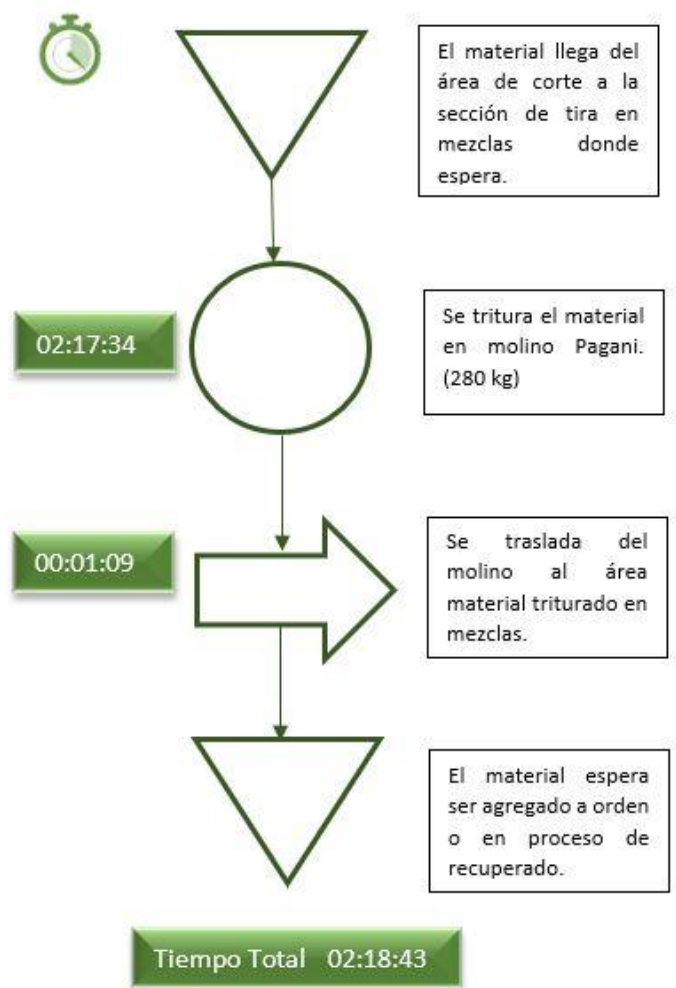 El material llega del
área de corte a la
sección de tira en
mezclas donde
espera.
02:17:34
Se tritura el material
en molino Pagani.
(280 kg)
00:01:09
Se traslada del
molino al área
material triturado en
mezclas.
El material espera
ser agregado a orden
o en proceso de
recuperado.
Tiempo Total 02:18:43